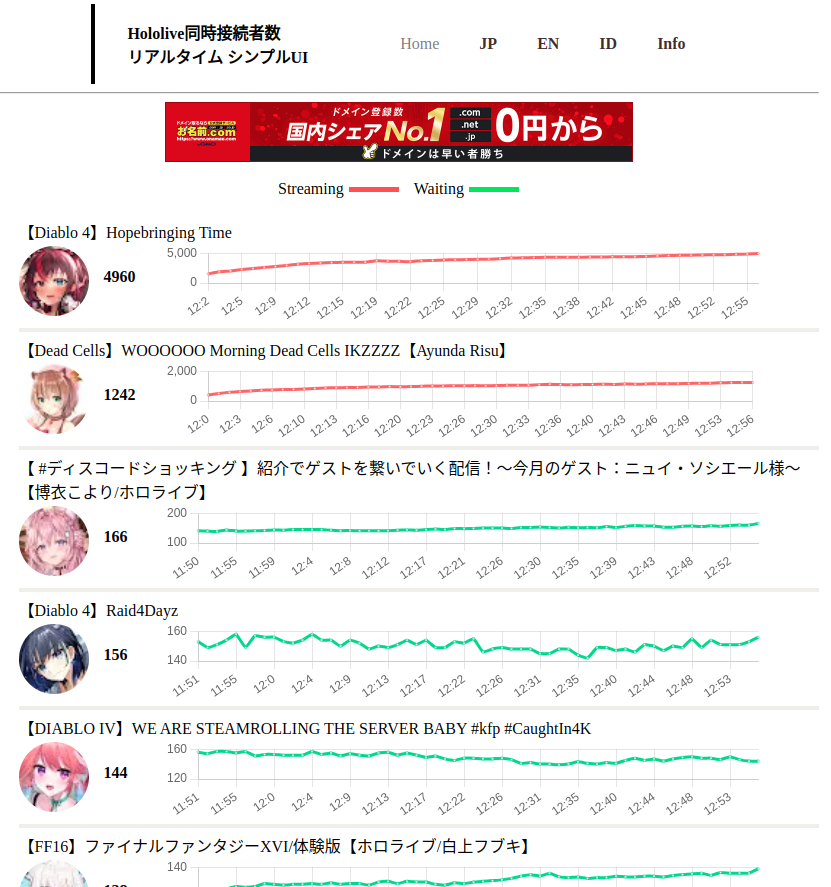 Hololive同時接続者数
リアルタイム シンプルUI
Home JP EN ID Info
ドメイン取るなら
お名前.com
https://www.onamae.com
ドメイン登録数
国内シェアNo.1
.com
.net
.jp
0円から
ドメインは早い者勝ち
Streaming Waiting
【Diablo 4】Hopebringing Time
4960
5,000
0
12:2 12:5 12:9 12:12 12:15 12:19 12:22 12:25 12:29 12:32 12:35 12:38 12:42 12:45 12:48 12:52 12:55
【Dead Cells】WOOOOOO Morning Dead Cells IKZZZZ【Ayunda Risu】
1242
2,000
0
12:0 12:3 12:6 12:10 12:13 12:16 12:20 12:23 12:26 12:30 12:33 12:36 12:40 12:43 12:46 12:49 12:53 12:56
【 #ディスコードショッキング 】紹介でゲストを繋いでいく配信！～今月のゲスト：ニュイ・ソシエール様～
【博衣こより/ホロライブ】
166
200
100
11:50 11:55 11:59 12:4 12:8 12:12 12:17 12:21 12:26 12:30 12:35 12:39 12:43 12:48 12:52
【Diablo 4】Raid4Dayz
156
160
140
11:51 11:55 12:0 12:4 12:9 12:13 12:17 12:22 12:26 12:31 12:35 12:40 12:44 12:48 12:53
【DIABLO IV】WE ARE STEAMROLLING THE SERVER BABY #kfp #CaughtIn4K
144
160
120
11:51 11:55 12:0 12:4 12:9 12:13 12:17 12:22 12:26 12:31 12:35 12:40 12:44 12:48 12:53
【FF16】ファイナルファンタジーXVI/体験版【ホロライブ/白上フブキ】
140